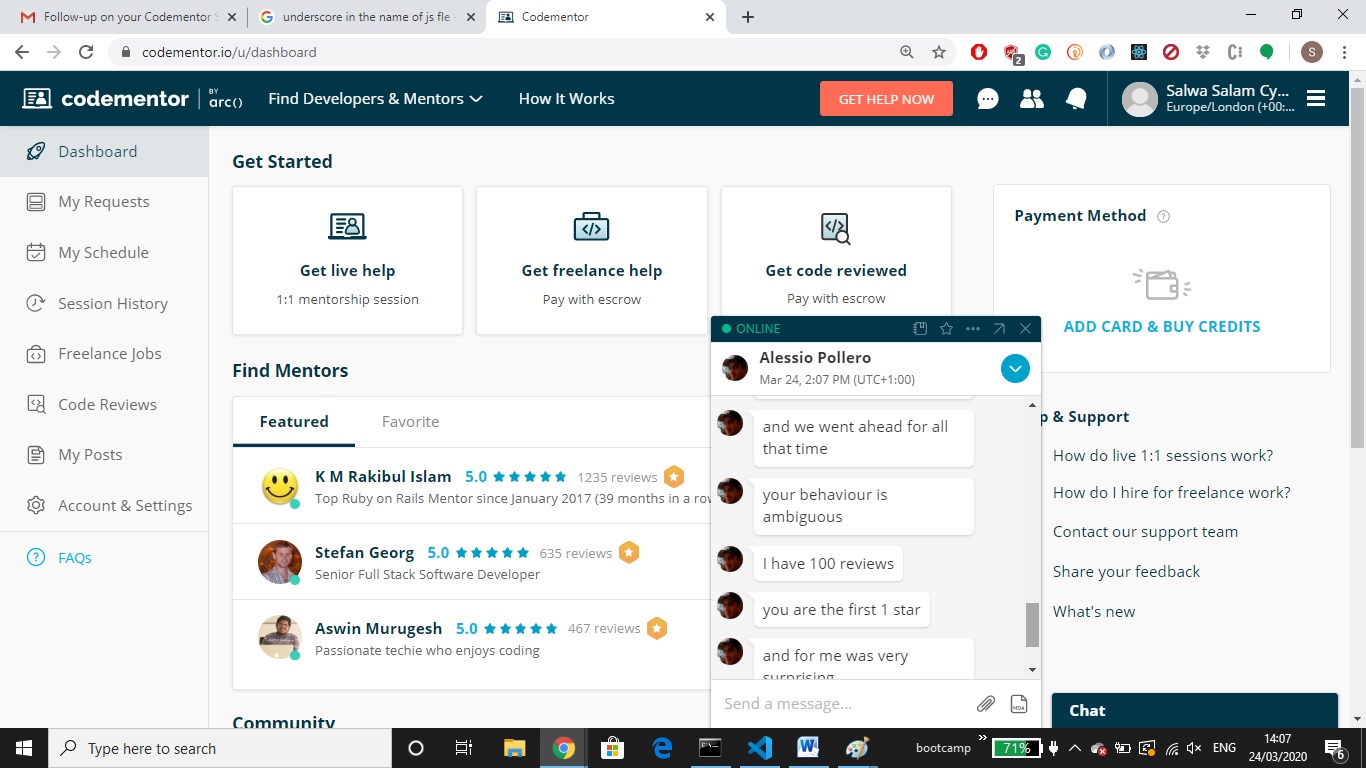 Follow-up on your Codementor S
underscore in the name of js fle -
Codementor
codementor.io/u/dashboard
2
S
codementor
BY
arc()
Find Developers & Mentors
How It Works
GET HELP NOW
Salwa Salam Cy...
Europe/London (+00:...
Dashboard
My Requests
My Schedule
Session History
Freelance Jobs
Code Reviews
My Posts
Account & Settings
FAQs
Get Started
Get live help
1:1 mentorship session
Get freelance help
Pay with escrow
Get code reviewed
Pay with escrow
Payment Method
ADD CARD & BUY CREDITS
Find Mentors
Featured
Favorite
K M Rakibul Islam 5.0 1235 reviews
Top Ruby on Rails Mentor since January 2017 (39 months in a row
Stefan Georg 5.0 635 reviews
Senior Full Stack Software Developer
Aswin Murugesh 5.0 467 reviews
Passionate techie who enjoys coding
Community
ONLINE
Alessio Pollero
Mar 24, 2:07 PM (UTC+1:00)
and we went ahead for all
that time
your behaviour is
ambiguous
I have 100 reviews
you are the first 1 star
and for me was very
surprising
Send a message...
p & Support
How do live 1:1 sessions work?
How do I hire for freelance work?
Contact our support team
Share your feedback
What's new
Chat
Type here to search
bootcamp
71%
ENG
14:07
24/03/2020
6